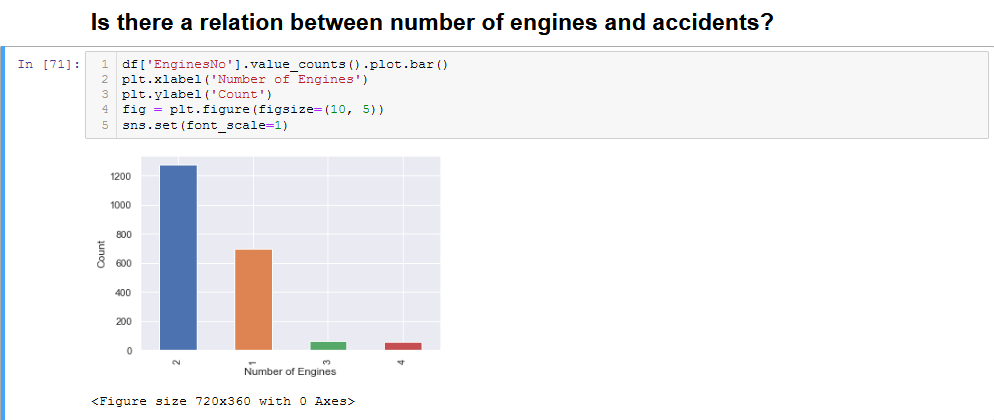 Is there a relation between number of engines and accidents?
In [71]:
1 df['EnginesNo'].value_counts().plot.bar()
2 plt.xlabel('Number of Engines')
3 plt.ylabel('Count')
4 fig = plt.figure(figsize=(10, 5))
5 sns.set(font_scale=1)
1200
1000
800
600
400
200
0
Count
2 1 3 4
Number of Engines
<Figure size 720x360 with 0 Axes>